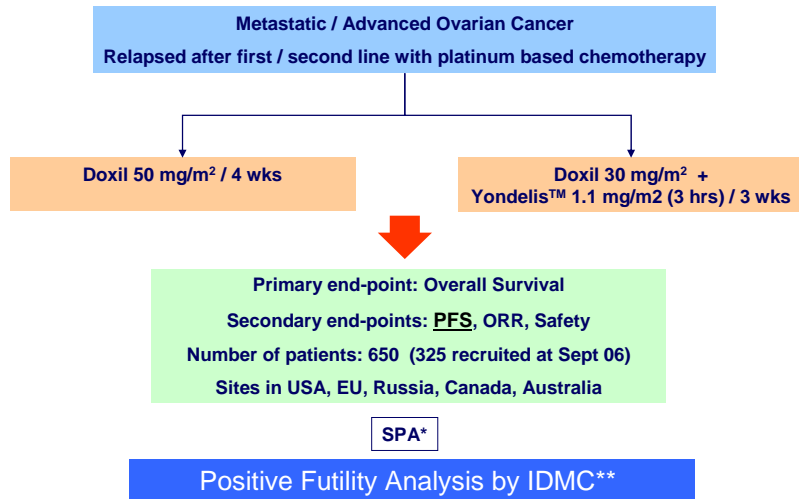 Metastatic / Advanced Ovarian Cancer
Relapsed after first / second line with platinum based chemotherapy
Doxil 50 mg/m² / 4 wks
Doxil 30 mg/m² +
Yondelis™ 1.1 mg/m2 (3 hrs) / 3 wks
Primary end-point: Overall Survival
Secondary end-points: PFS, ORR, Safety
Number of patients: 650 (325 recruited at Sept 06)
Sites in USA, EU, Russia, Canada, Australia
SPA*
Positive Futility Analysis by IDMC**